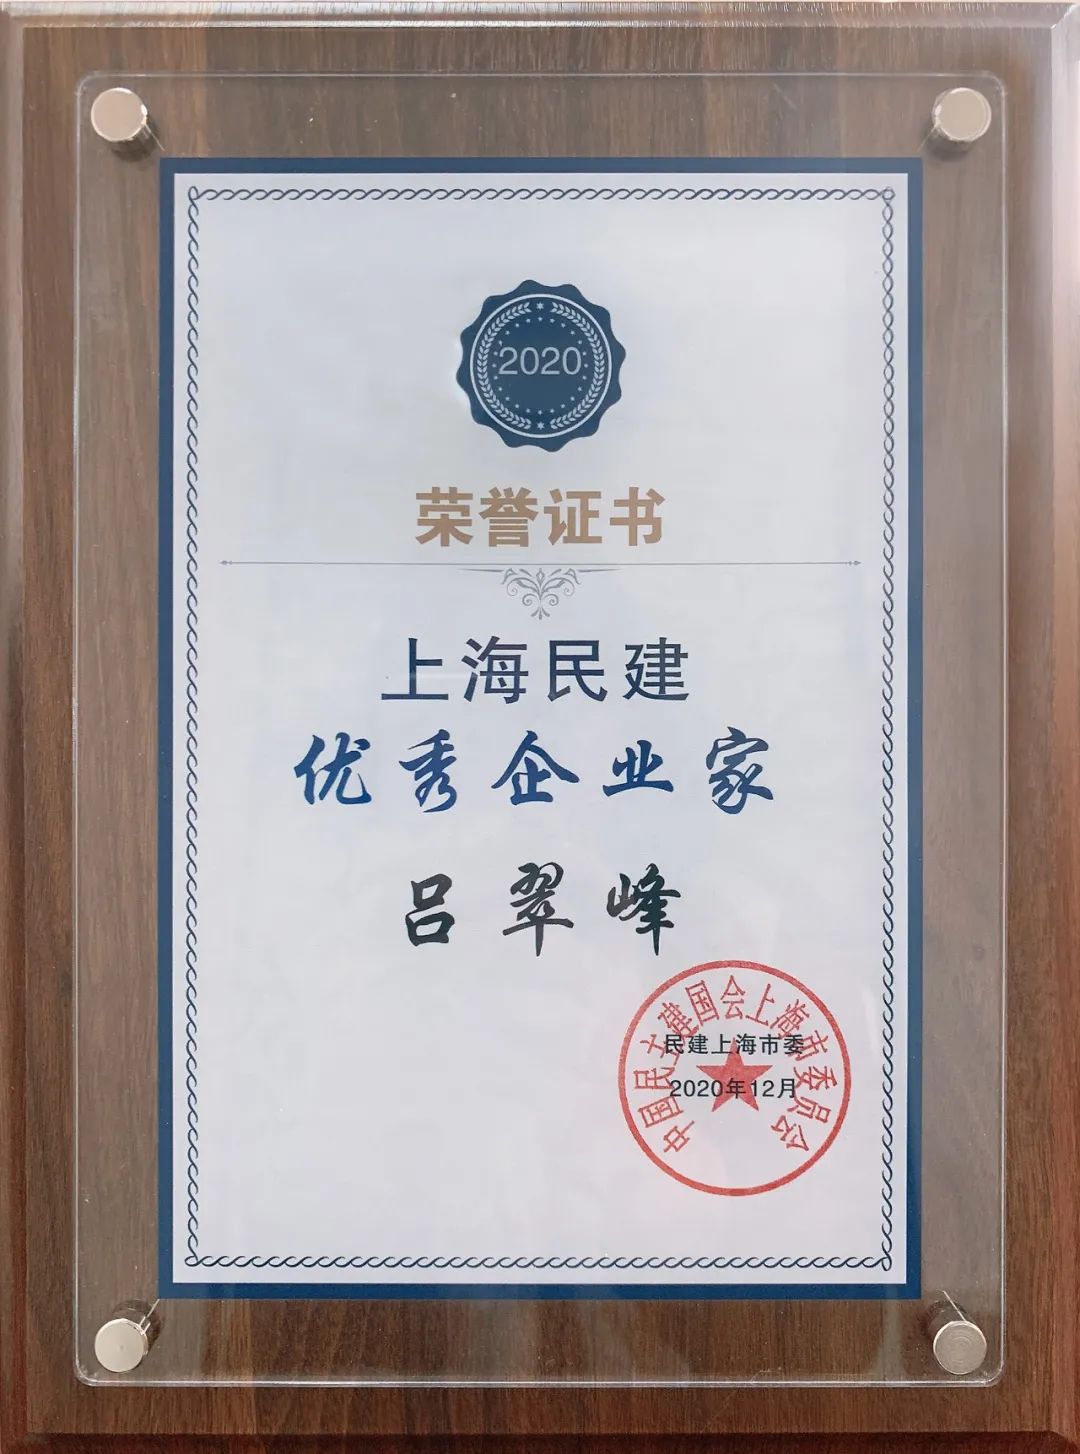 2020
荣誉证书
上海民建
优秀企业家
吕翠峰
中国民主建国会上海市委员会
民建上海市委
2020年12月